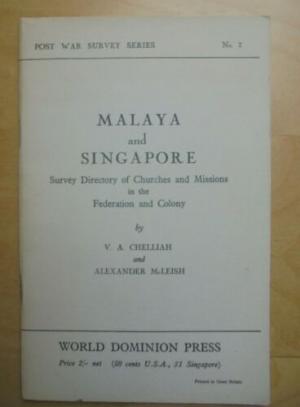 POST WAR SURVEY SERIES No. 2
MALAYA
and
SINGAPORE
Survey Directory of Churches and Missions
in the
Federation and Colony
by
V. A. CHELLIAH
and
ALEXANDER McLEISH
WORLD DOMINION PRESS
Price 2/- net (50 cents U.S.A., $1 Singapore)
Printed in Great Britain